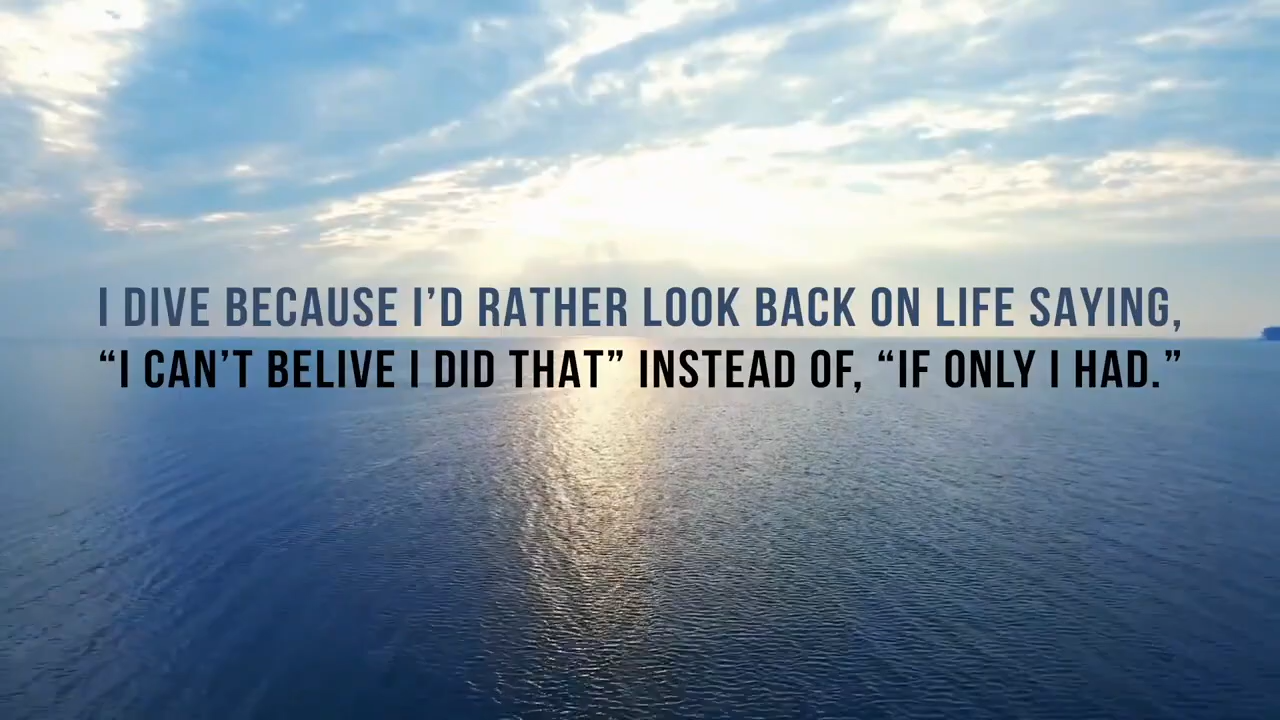 I DIVE BECAUSE I’D RATHER LOOK BACK ON LIFE SAYING,
“I CAN’T BELIVE I DID THAT” INSTEAD OF, “IF ONLY I HAD.”